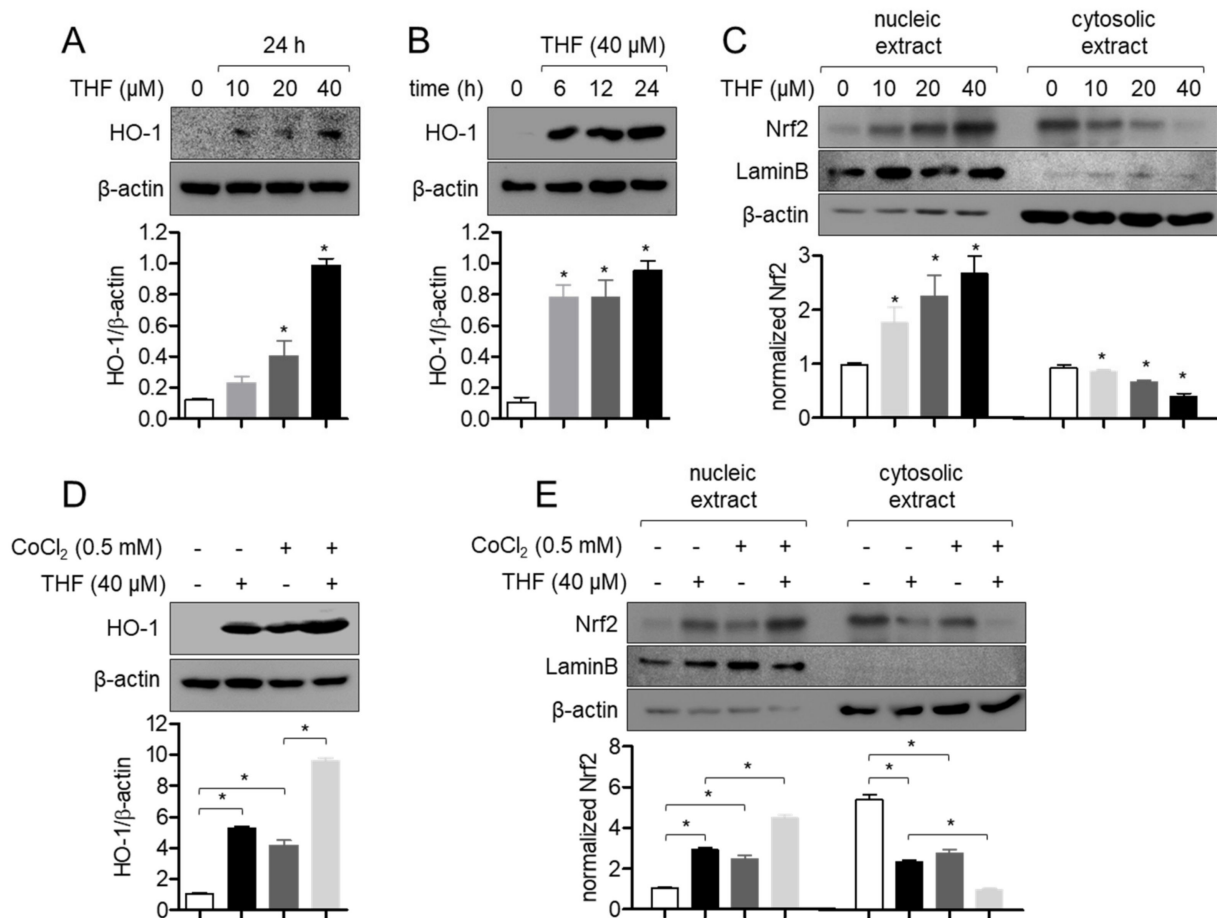 A
24 h
THF (µM) 0 10 20 40
HO-1
β-actin
HO-1/β-actin
1.2
1.0
0.8
0.6
0.4
0.2
0.0
*
*
B
THF (40 µM)
time (h) 0 6 12 24
HO-1
β-actin
HO-1/β-actin
1.2
1.0
0.8
0.6
0.4
0.2
0.0
* * *
C
nucleic extract
cytosolic extract
THF (µM) 0 10 20 40 0 10 20 40
Nrf2
LaminB
β-actin
normalized Nrf2
3
2
1
0
* * *
* * *
D
CoCl₂ (0.5 mM) - - + +
THF (40 µM) - + - +
HO-1
β-actin
HO-1/β-actin
10
8
6
4
2
0
*
*
*
E
nucleic extract
cytosolic extract
CoCl₂ (0.5 mM) - - + + - - + +
THF (40 µM) - + - + - + - +
Nrf2
LaminB
β-actin
normalized Nrf2
8
6
4
2
0
*
*
*
*
*
*